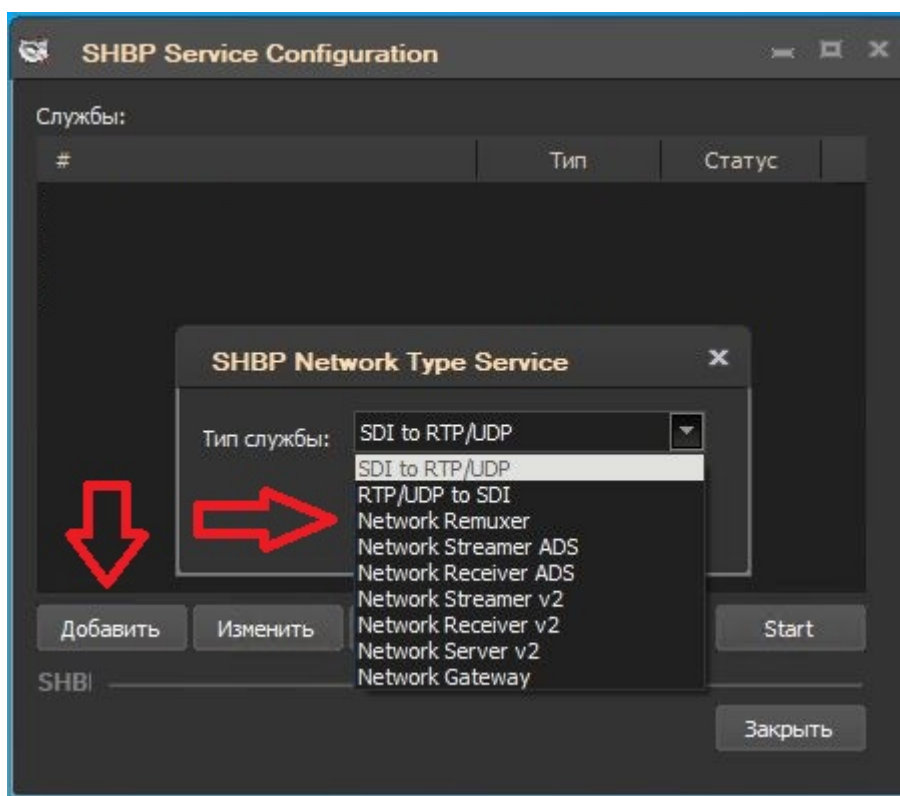 SHBP Service Configuration
Службы:
# Тип Статус
SHBP Network Type Service
Тип службы: SDI to RTP/UDP
SDI to RTP/UDP
RTP/UDP to SDI
Network Remuxer
Network Streamer ADS
Network Receiver ADS
Network Streamer v2
Network Receiver v2
Network Server v2
Network Gateway
Добавить Изменить Start
SHB
Закрыть